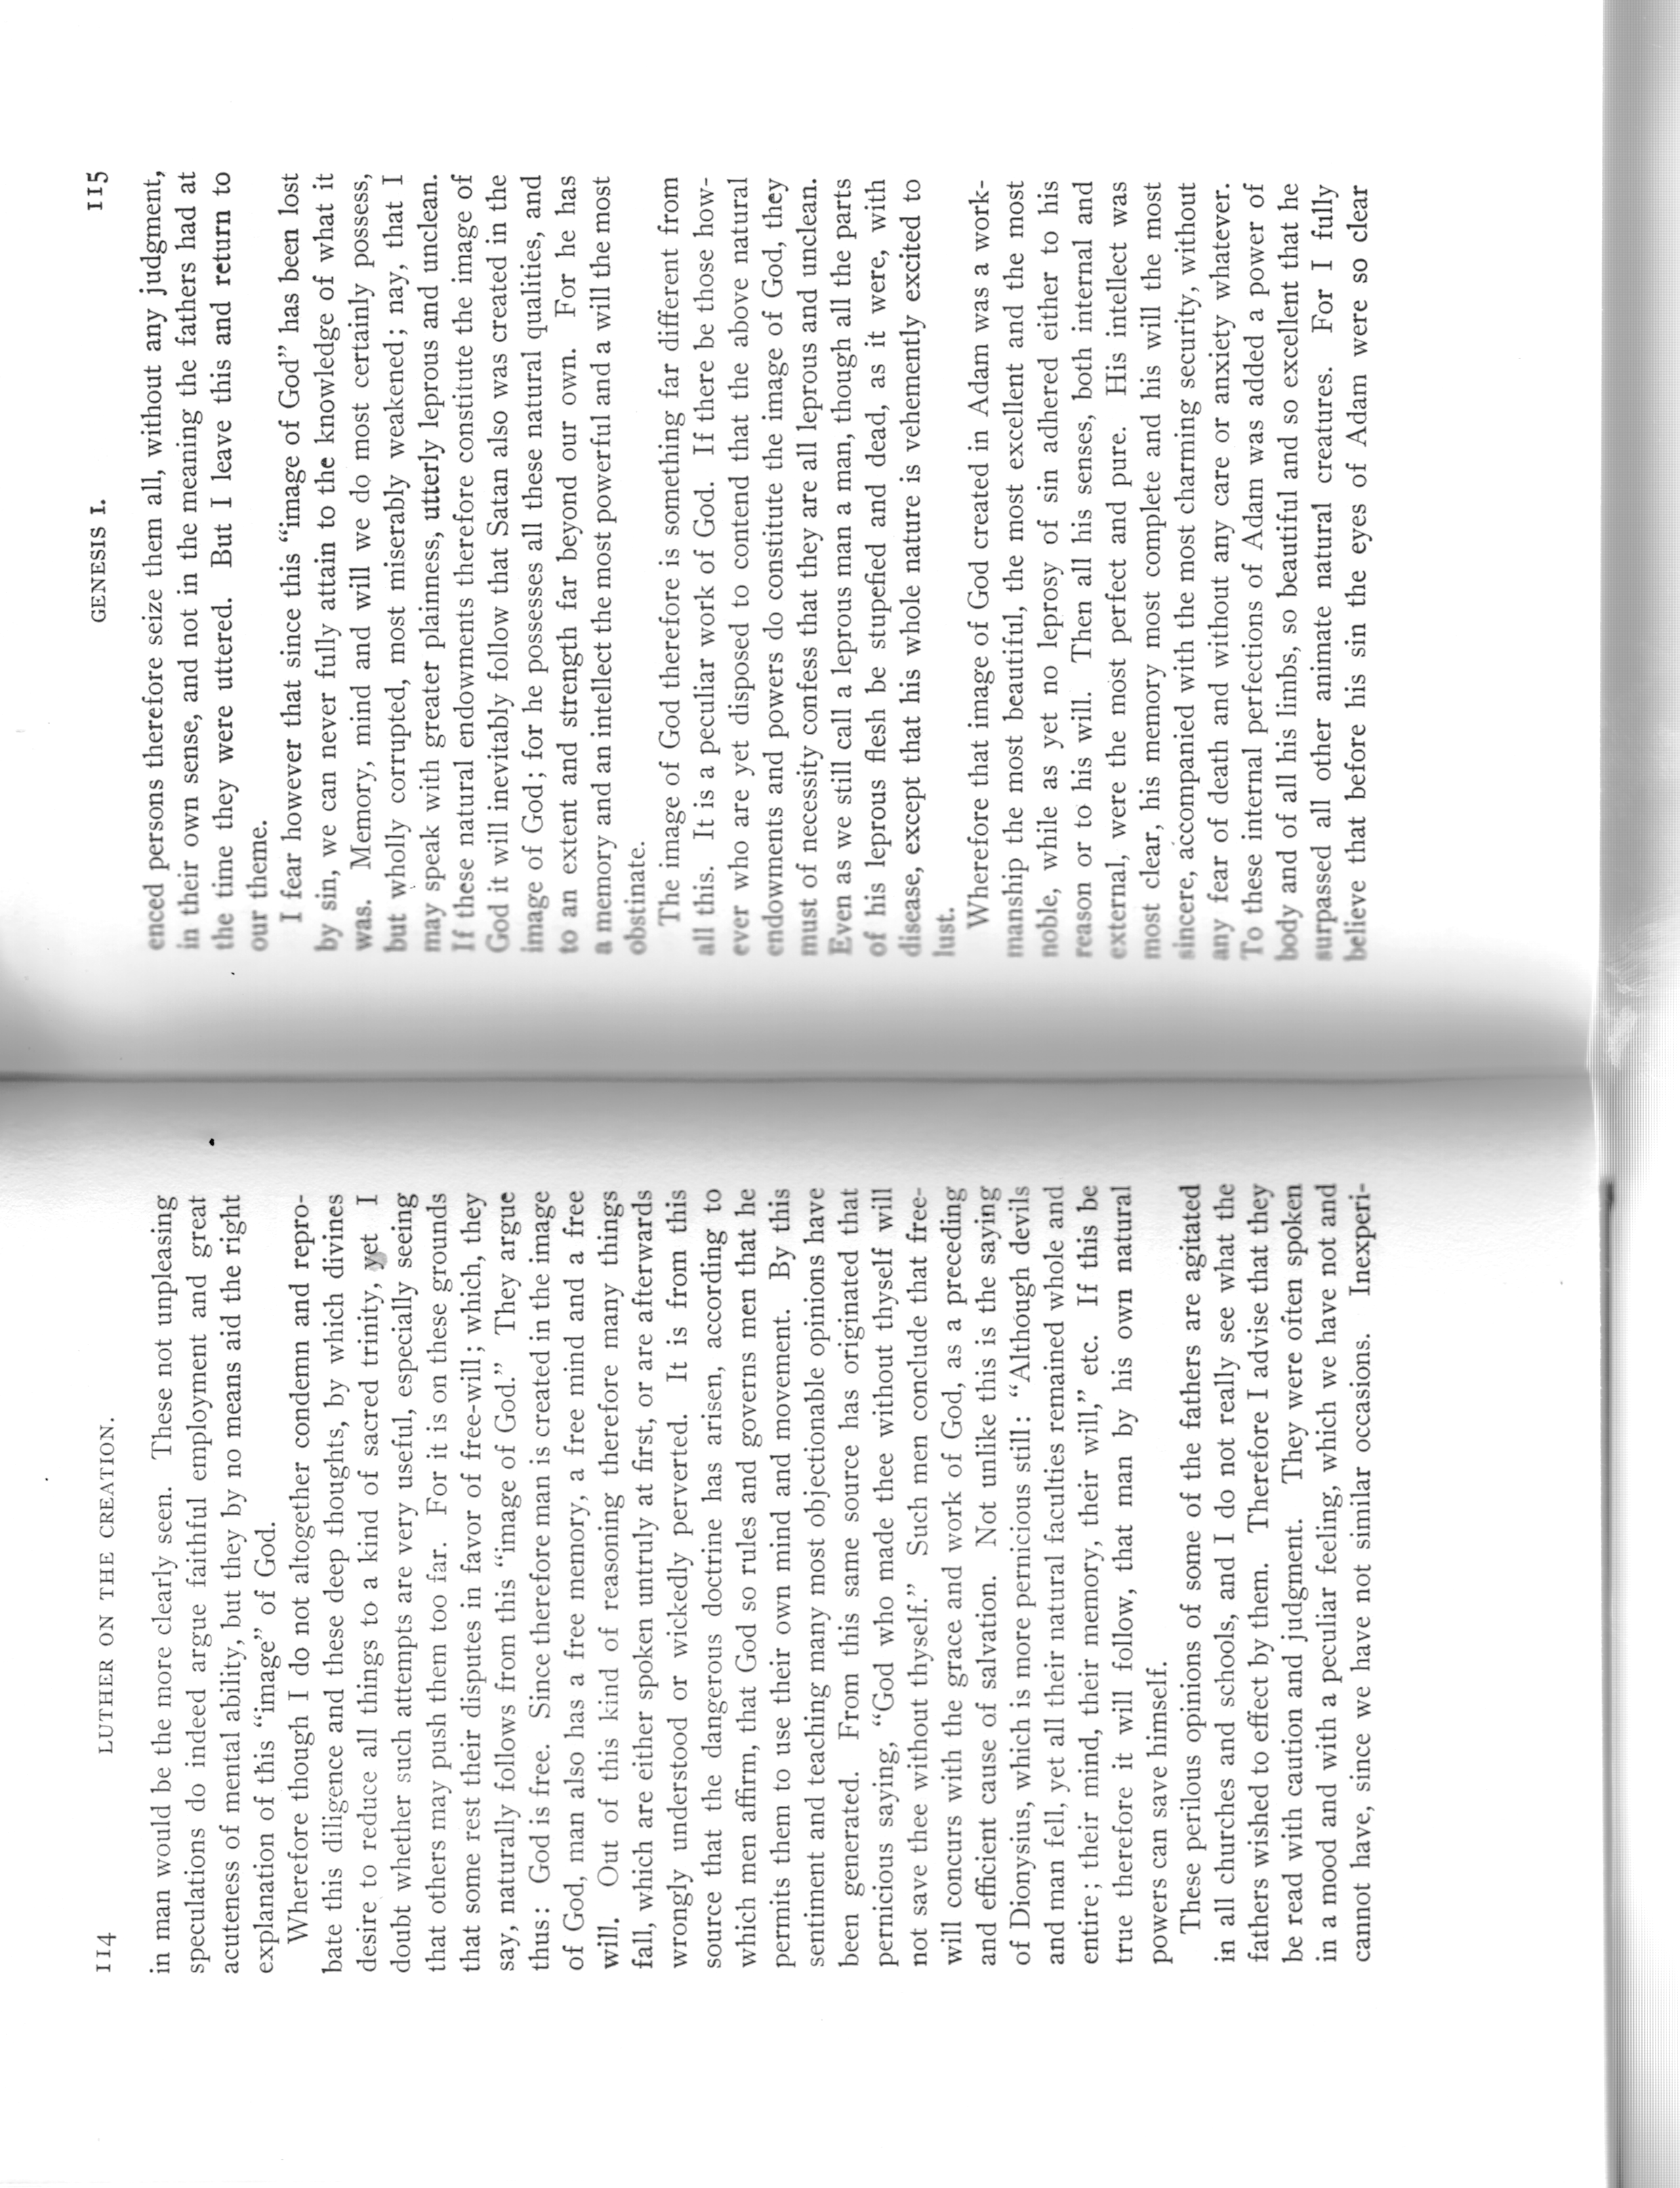 114 LUTHER ON THE CREATION.
in man would be the more clearly seen. These not unpleasing
speculations do indeed argue faithful employment and great
acuteness of mental ability, but they by no means aid the right
explanation of this “image” of God.
Wherefore though I do not altogether condemn and repro-
bate this diligence and these deep thoughts, by which divines
desire to reduce all things to a kind of sacred trinity, yet I
doubt whether such attempts are very useful, especially seeing
that others may push them too far. For it is on these grounds
that some rest their disputes in favor of free-will; which, they
say, naturally follows from this “image of God.” They argue
thus: God is free. Since therefore man is created in the image
of God, man also has a free memory, a free mind and a free
will. Out of this kind of reasoning therefore many things
fall, which are either spoken untruly at first, or are afterwards
wrongly understood or wickedly perverted. It is from this
source that the dangerous doctrine has arisen, according to
which men affirm, that God so rules and governs men that he
permits them to use their own mind and movement. By this
sentiment and teaching many most objectionable opinions have
been generated. From this same source has originated that
pernicious saying, “God who made thee without thyself will
not save thee without thyself.” Such men conclude that free-
will concurs with the grace and work of God, as a preceding
and efficient cause of salvation. Not unlike this is the saying
of Dionysius, which is more pernicious still: “Although devils
and man fell, yet all their natural faculties remained whole and
entire; their mind, their memory, their will,” etc. If this be
true therefore it will follow, that man by his own natural
powers can save himself.
These perilous opinions of some of the fathers are agitated
in all churches and schools, and I do not really see what the
fathers wished to effect by them. Therefore I advise that they
be read with caution and judgment. They were often spoken
in a mood and with a peculiar feeling, which we have not and
cannot have, since we have not similar occasions. Inexperi-
GENESIS I. 115
enced persons therefore seize them all, without any judgment,
in their own sense, and not in the meaning the fathers had at
the time they were uttered. But I leave this and return to
our theme.
I fear however that since this “image of God” has been lost
by sin, we can never fully attain to the knowledge of what it
was. Memory, mind and will we do most certainly possess,
but wholly corrupted, most miserably weakened; nay, that I
may speak with greater plainness, utterly leprous and unclean.
If these natural endowments therefore constitute the image of
God it will inevitably follow that Satan also was created in the
image of God; for he possesses all these natural qualities, and
to an extent and strength far beyond our own. For he has
a memory and an intellect the most powerful and a will the most
obstinate.
The image of God therefore is something far different from
all this. It is a peculiar work of God. If there be those how-
ever who are yet disposed to contend that the above natural
endowments and powers do constitute the image of God, they
must of necessity confess that they are all leprous and unclean.
Even as we still call a leprous man a man, though all the parts
of his leprous flesh be stupefied and dead, as it were, with
disease, except that his whole nature is vehemently excited to
lust.
Wherefore that image of God created in Adam was a work-
manship the most beautiful, the most excellent and the most
noble, while as yet no leprosy of sin adhered either to his
reason or to his will. Then all his senses, both internal and
external, were the most perfect and pure. His intellect was
most clear, his memory most complete and his will the most
sincere, accompanied with the most charming security, without
any fear of death and without any care or anxiety whatever.
To these internal perfections of Adam was added a power of
body and of all his limbs, so beautiful and so excellent that he
surpassed all other animate natural creatures. For I fully
believe that before his sin the eyes of Adam were so clear